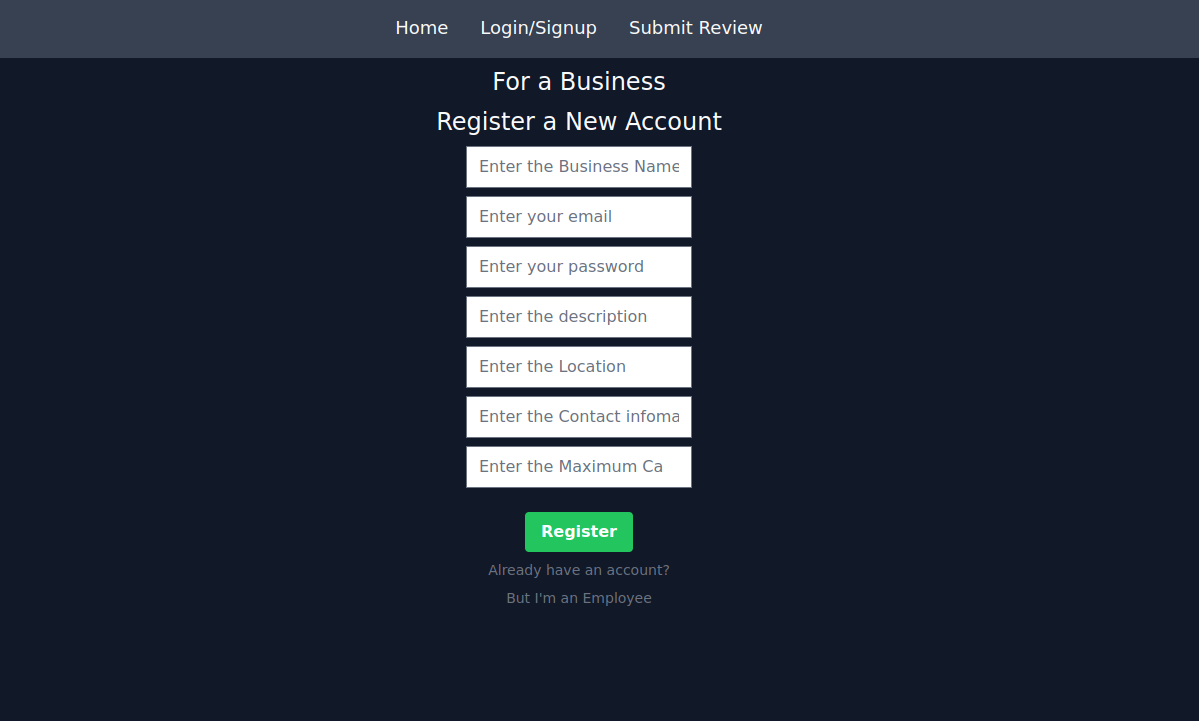 Home Login/Signup Submit Review
For a Business
Register a New Account
Enter the Business Name
Enter your email
Enter your password
Enter the description
Enter the Location
Enter the Contact infoma
Enter the Maximum Ca
Register
Already have an account?
But I'm an Employee